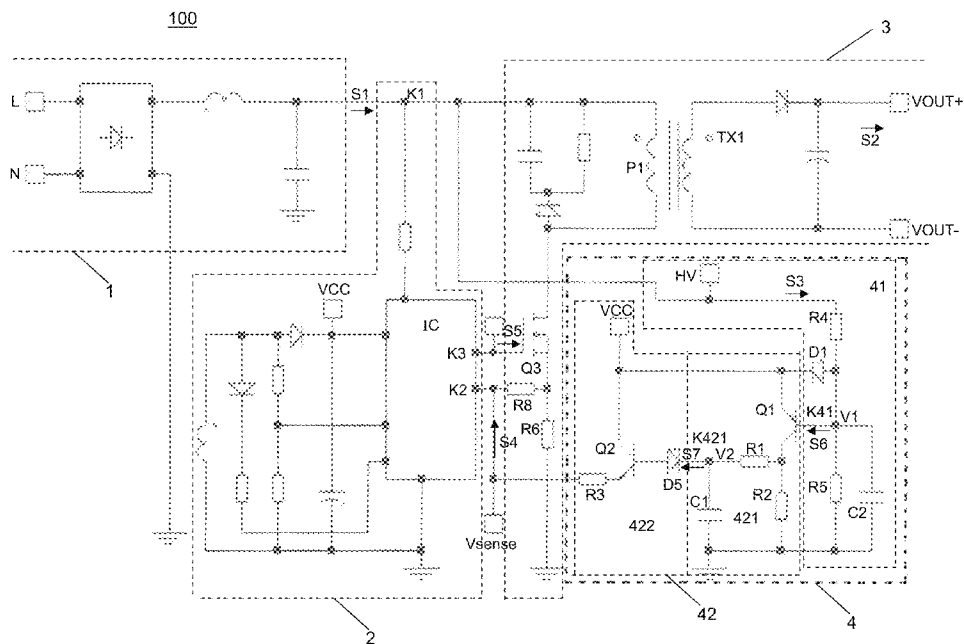 100
3
L
N
S1
K1
P1
TX1
VOUT+
S2
VOUT-
1
HV
S3
41
VCC
VCC
IC
R4
K3
S5
D1
Q3
K2
R8
Q1
K41
V1
R6
S4
Q2
K421
S6
S7
V2
R1
D5
R3
R2
R5
C1
C2
422
421
Vsense
2
42
4